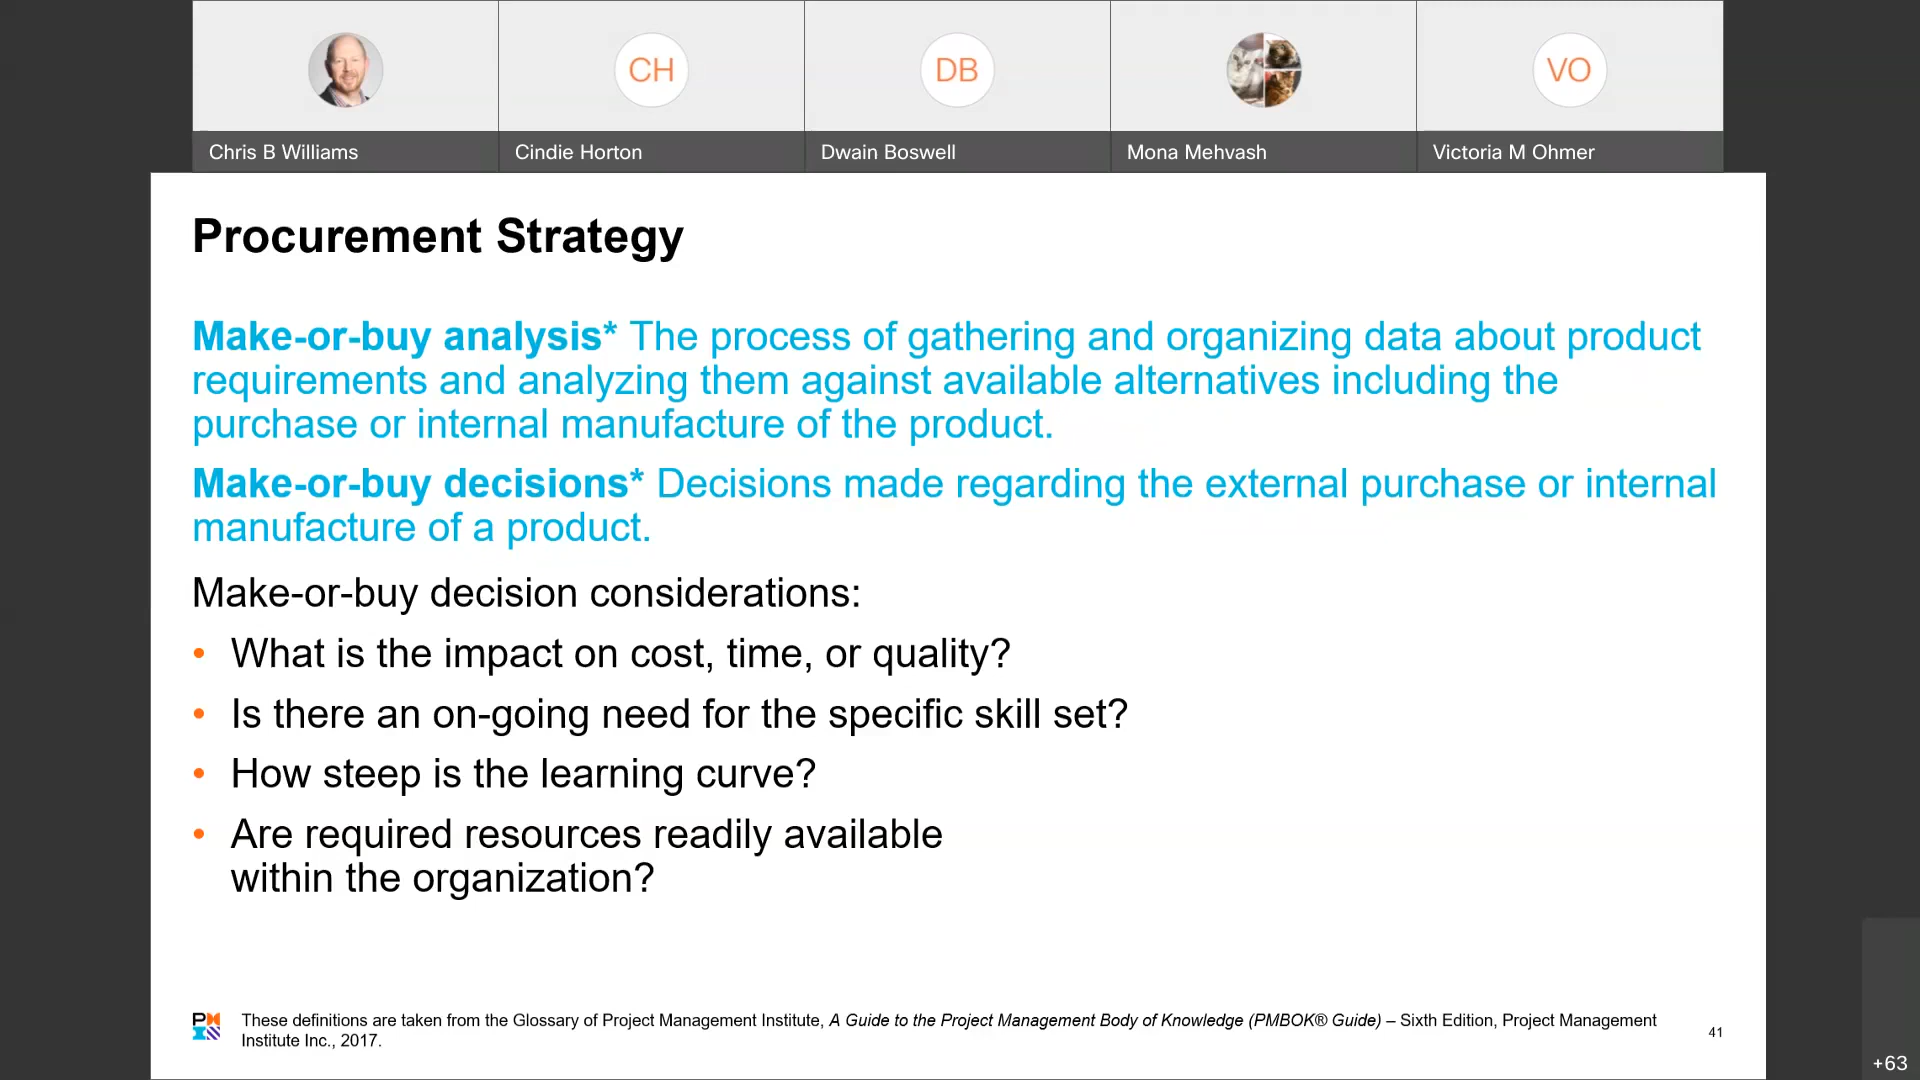 CH
DB
VO
Chris B Williams
Cindie Horton
Dwain Boswell
Mona Mehvash
Victoria M Ohmer
Procurement Strategy
Make-or-buy analysis* The process of gathering and organizing data about product
requirements and analyzing them against available alternatives including the
purchase or internal manufacture of the product.
Make-or-buy decisions* Decisions made regarding the external purchase or internal
manufacture of a product.
Make-or-buy decision considerations:
• What is the impact on cost, time, or quality?
• Is there an on-going need for the specific skill set?
• How steep is the learning curve?
• Are required resources readily available
within the organization?
These definitions are taken from the Glossary of Project Management Institute, A Guide to the Project Management Body of Knowledge (PMBOK® Guide) – Sixth Edition, Project Management
Institute Inc., 2017.
41
+63